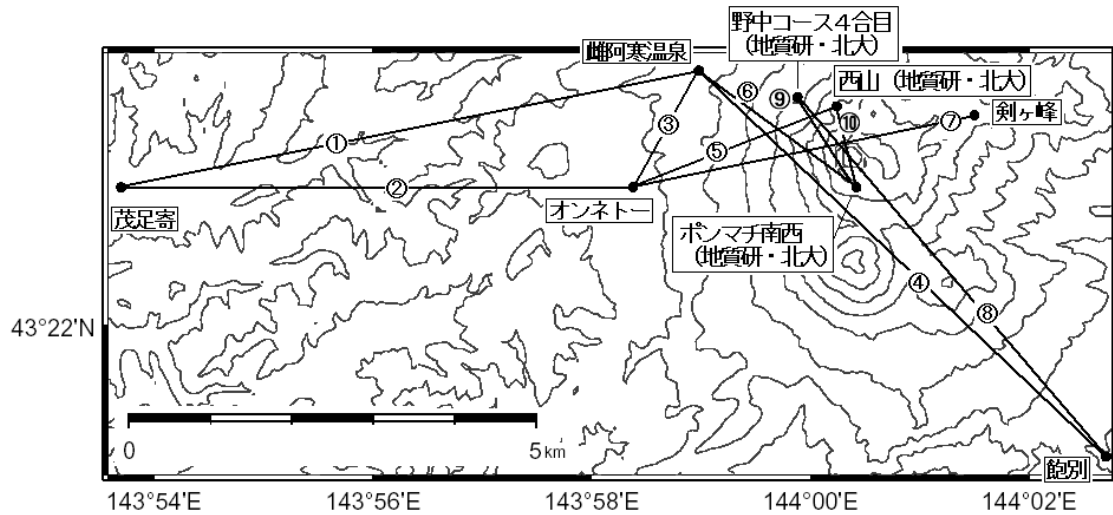 野中コース４合目
（地質研・北大）
雌阿寒温泉
西山（地質研・北大）
⑥
⑨
剣ヶ峰
③
⑩
⑦
①
⑤
②
茂足寄
オンネトー
ポンマチ南西
（地質研・北大）
④
⑧
43°22'N
0
5km
飽別
143°54'E
143°56'E
143°58'E
144°00'E
144°02'E